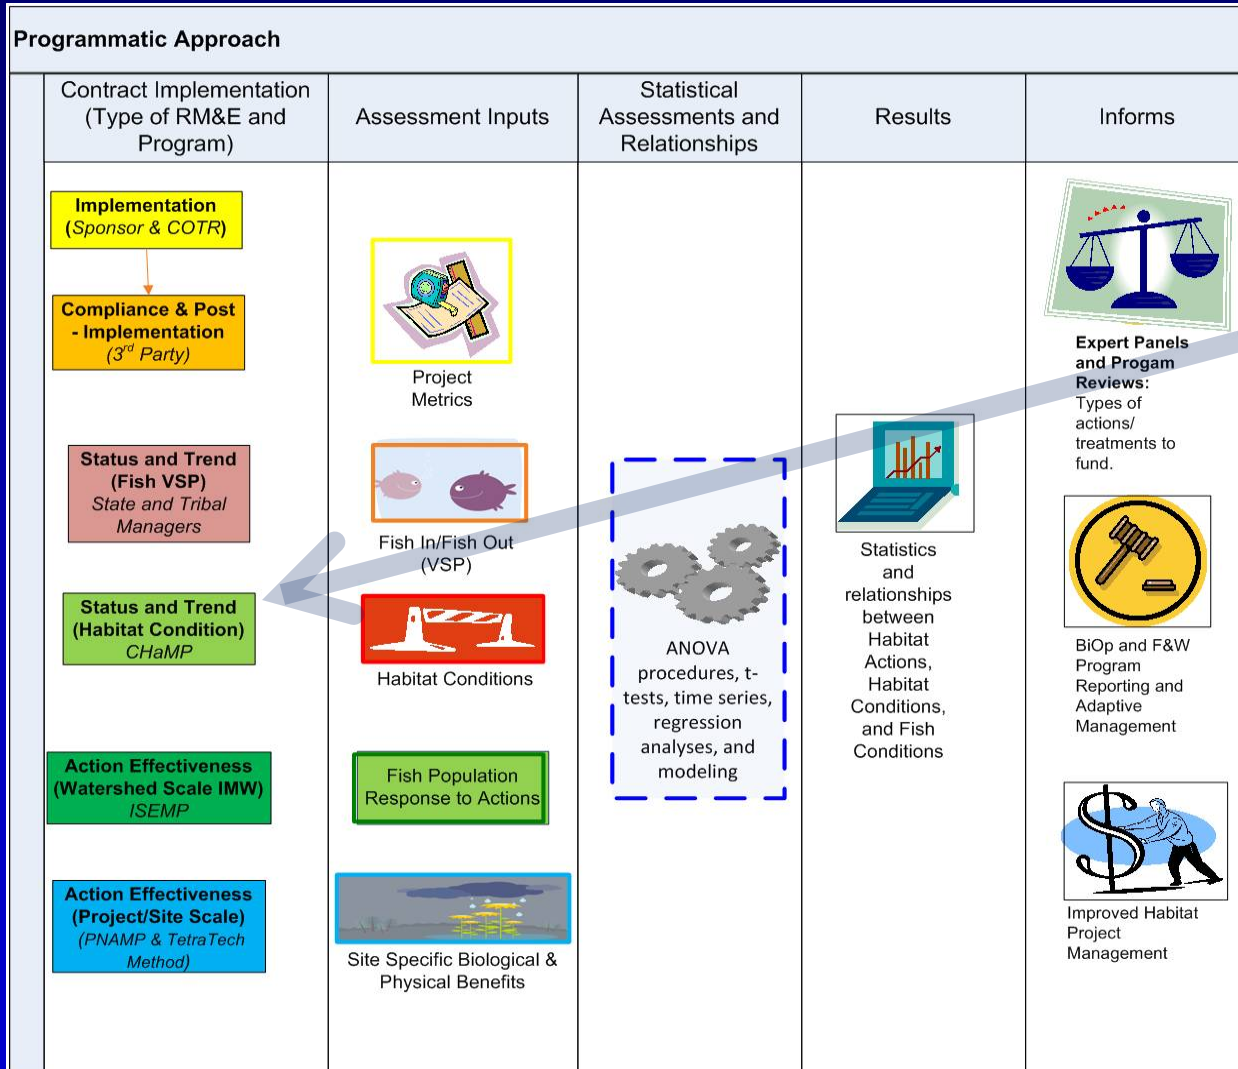 Programmatic Approach
Contract Implementation
(Type of RM&E and
Program)
Assessment Inputs
Statistical
Assessments and
Relationships
Results
Informs
Implementation
(Sponsor & COTR)
Compliance & Post
- Implementation
(3rd Party)
Status and Trend
(Fish VSP)
State and Tribal
Managers
Status and Trend
(Habitat Condition)
CHaMP
Action Effectiveness
(Watershed Scale IMW)
ISEMP
Action Effectiveness
(Project/Site Scale)
(PNAMP & TetraTech
Method)
Project
Metrics
Fish In/Fish Out
(VSP)
Habitat Conditions
Fish Population
Response to Actions
Site Specific Biological &
Physical Benefits
ANOVA
procedures, t-
tests, time series,
regression
analyses, and
modeling
Statistics
and
relationships
between
Habitat
Actions,
Habitat
Conditions,
and Fish
Conditions
Expert Panels
and Progam
Reviews:
Types of
actions/
treatments to
fund.
BiOp and F&W
Program
Reporting and
Adaptive
Management
$
Improved Habitat
Project
Management